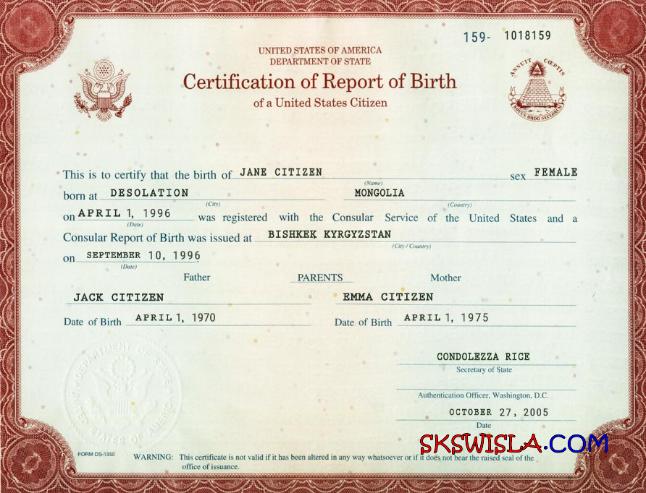 159- 1018159
UNITED STATES OF AMERICA
DEPARTMENT OF STATE
Certification of Report of Birth
of a United States Citizen
ANNUIT CŒPTIS
This is to certify that the birth of JANE CITIZEN sex FEMALE
(Name)
born at DESOLATION MONGOLIA
(City) (Country)
on APRIL 1, 1996 was registered with the Consular Service of the United States and a
(Date)
Consular Report of Birth was issued at BISHKEK KYRGYZSTAN
(City / Country)
on SEPTEMBER 10, 1996
(Date)
Father PARENTS Mother
JACK CITIZEN EMMA CITIZEN
Date of Birth APRIL 1, 1970 Date of Birth APRIL 1, 1975
CONDOLEZZA RICE
Secretary of State
Authentication Officer, Washington, D.C.
OCTOBER 27, 2005
Date
SKSWISLA.COM
FORM DS-1350 WARNING: This certificate is not valid if it has been altered in any way whatsoever or if it does not bear the raised seal of the
office of issuance.